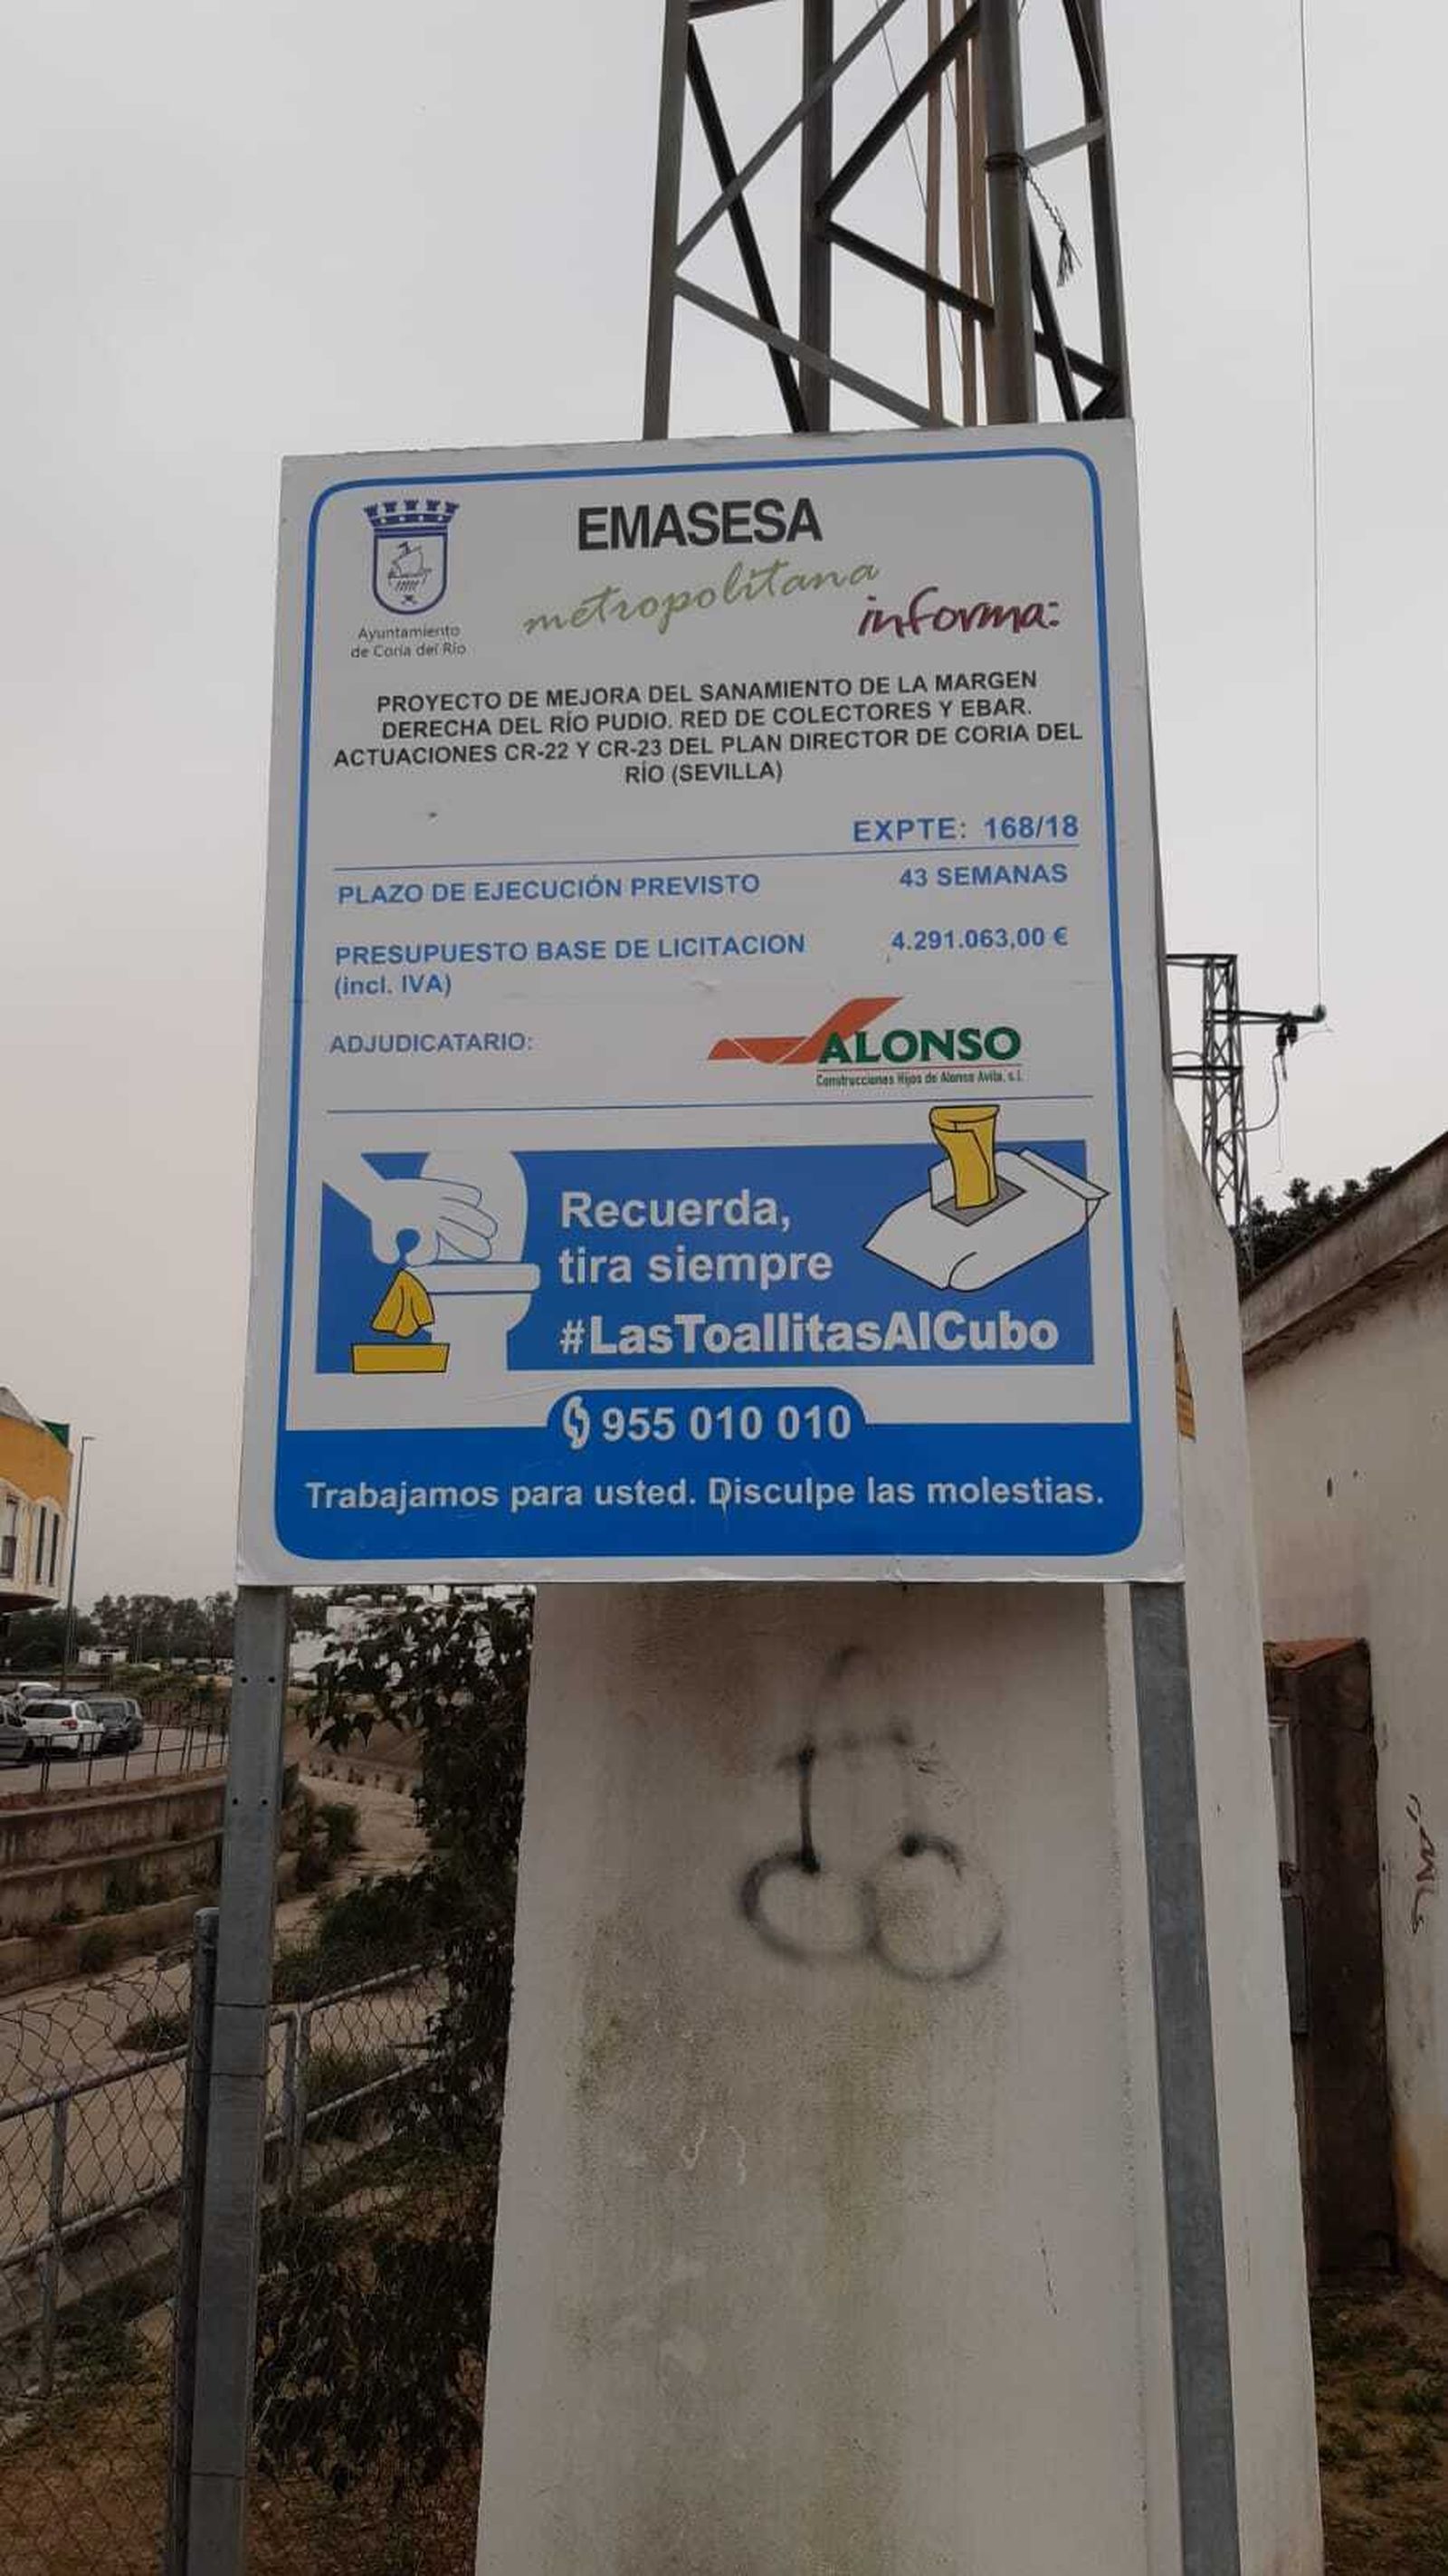 EMASESA
metropolitana
informa:
Ayuntamiento
de Coria del Río
PROYECTO DE MEJORA DEL SANAMIENTO DE LA MARGEN
DERECHA DEL RÍO PUDIO. RED DE COLECTORES Y EBAR.
ACTUACIONES CR-22 Y CR-23 DEL PLAN DIRECTOR DE CORIA DEL
RÍO (SEVILLA)
EXPTE: 168/18
PLAZO DE EJECUCIÓN PREVISTO 43 SEMANAS
PRESUPUESTO BASE DE LICITACION 4.291.063,00 €
(incl. IVA)
ADJUDICATARIO:
ALONSO
Construcciones Hijos de Alonso Avila, s.l.
Recuerda,
tira siempre
#LasToallitasAlCubo
955 010 010
Trabajamos para usted. Disculpe las molestias.